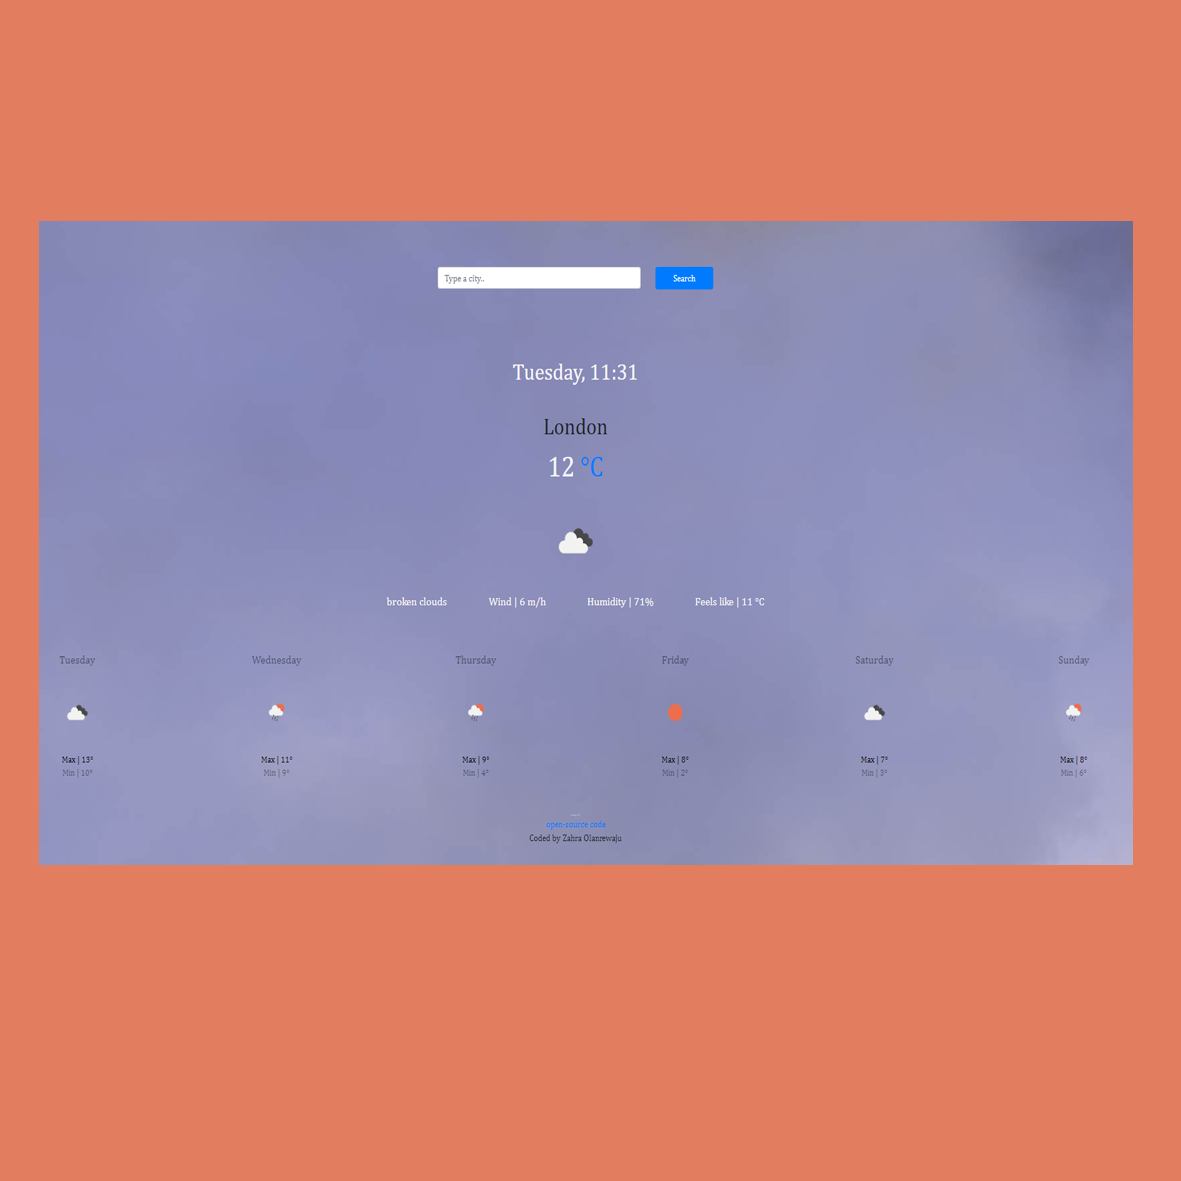 Type a city..
Search
Tuesday, 11:31
London
12 °C
broken clouds Wind | 6 m/h Humidity | 71% Feels like | 11 °C
Tuesday Wednesday Thursday Friday Saturday Sunday
Max | 13° Max | 11° Max | 9° Max | 8° Max | 7° Max | 8°
Min | 10° Min | 9° Min | 4° Min | 2° Min | 3° Min | 6°
open-source code
Coded by Zahra Olanrewaju